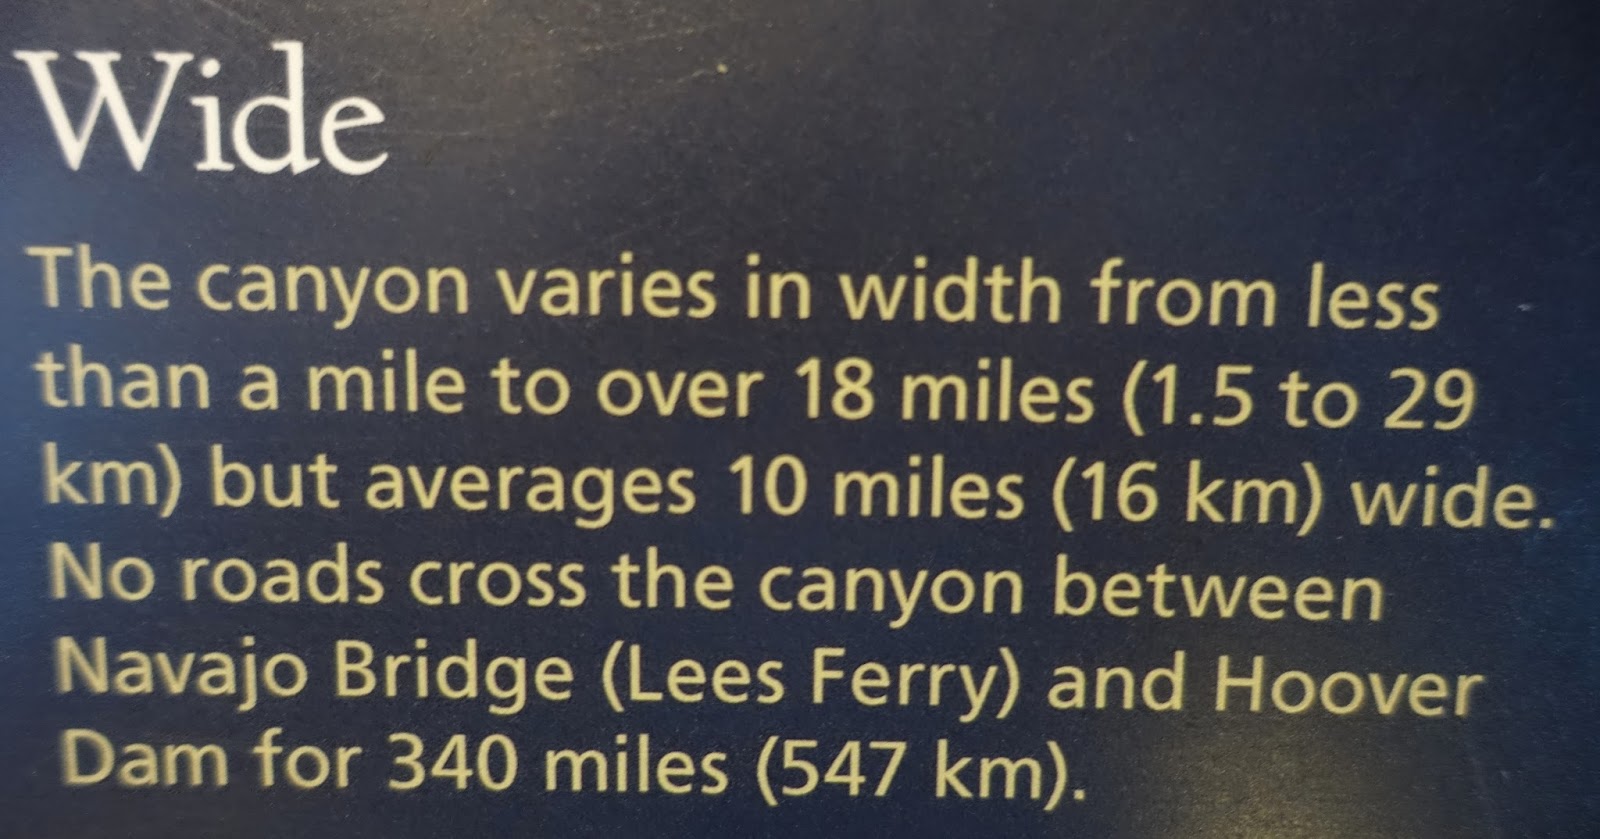 Wide
The canyon varies in width from less
than a mile to over 18 miles (1.5 to 29
km) but averages 10 miles (16 km) wide.
No roads cross the canyon between
Navajo Bridge (Lees Ferry) and Hoover
Dam for 340 miles (547 km).